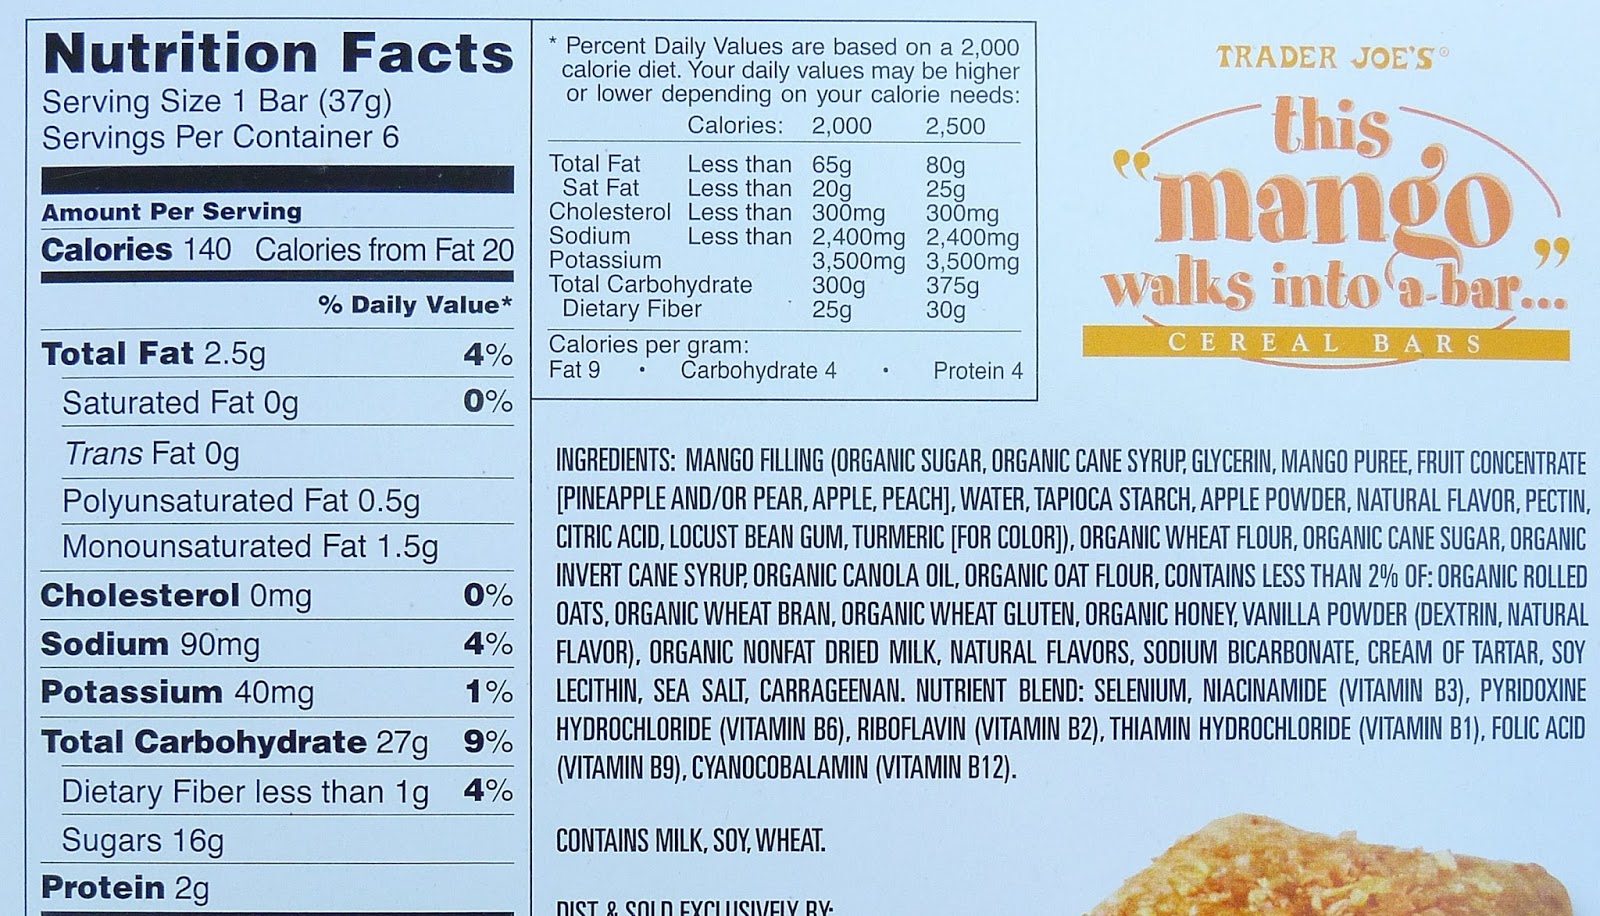 Nutrition Facts
Serving Size 1 Bar (37g)
Servings Per Container 6
Amount Per Serving
Calories 140 Calories from Fat 20
% Daily Value*
Total Fat 2.5g 4%
Saturated Fat 0g 0%
Trans Fat 0g
Polyunsaturated Fat 0.5g
Monounsaturated Fat 1.5g
Cholesterol 0mg 0%
Sodium 90mg 4%
Potassium 40mg 1%
Total Carbohydrate 27g 9%
Dietary Fiber less than 1g 4%
Sugars 16g
Protein 2g
* Percent Daily Values are based on a 2,000
calorie diet. Your daily values may be higher
or lower depending on your calorie needs:
Calories: 2,000 2,500
Total Fat Less than 65g 80g
Sat Fat Less than 20g 25g
Cholesterol Less than 300mg 300mg
Sodium Less than 2,400mg 2,400mg
Potassium 3,500mg 3,500mg
Total Carbohydrate 300g 375g
Dietary Fiber 25g 30g
Calories per gram:
Fat 9 • Carbohydrate 4 • Protein 4
TRADER JOE'S®
this
"mango
walks into a-bar..."
CEREAL BARS
INGREDIENTS: MANGO FILLING (ORGANIC SUGAR, ORGANIC CANE SYRUP, GLYCERIN, MANGO PUREE, FRUIT CONCENTRATE
[PINEAPPLE AND/OR PEAR, APPLE, PEACH], WATER, TAPIOCA STARCH, APPLE POWDER, NATURAL FLAVOR, PECTIN,
CITRIC ACID, LOCUST BEAN GUM, TURMERIC [FOR COLOR]), ORGANIC WHEAT FLOUR, ORGANIC CANE SUGAR, ORGANIC
INVERT CANE SYRUP, ORGANIC CANOLA OIL, ORGANIC OAT FLOUR, CONTAINS LESS THAN 2% OF: ORGANIC ROLLED
OATS, ORGANIC WHEAT BRAN, ORGANIC WHEAT GLUTEN, ORGANIC HONEY, VANILLA POWDER (DEXTRIN, NATURAL
FLAVOR), ORGANIC NONFAT DRIED MILK, NATURAL FLAVORS, SODIUM BICARBONATE, CREAM OF TARTAR, SOY
LECITHIN, SEA SALT, CARRAGEENAN. NUTRIENT BLEND: SELENIUM, NIACINAMIDE (VITAMIN B3), PYRIDOXINE
HYDROCHLORIDE (VITAMIN B6), RIBOFLAVIN (VITAMIN B2), THIAMIN HYDROCHLORIDE (VITAMIN B1), FOLIC ACID
(VITAMIN B9), CYANOCOBALAMIN (VITAMIN B12).
CONTAINS MILK, SOY, WHEAT.
DIST. & SOLD EXCLUSIVELY BY: